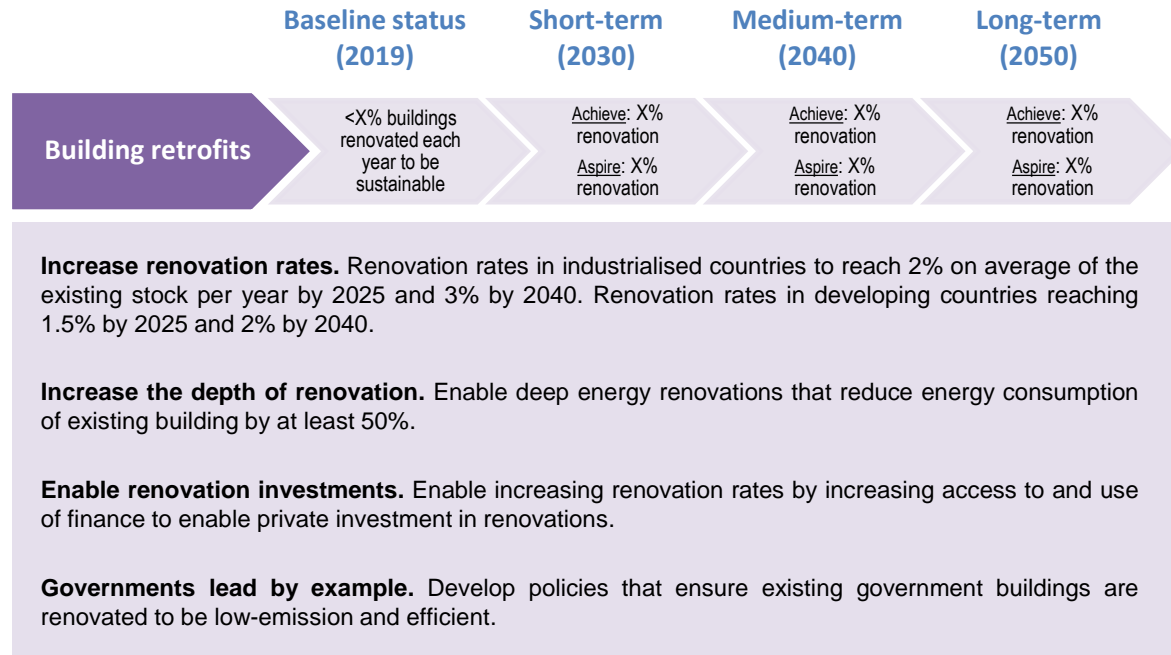 Baseline status
(2019)
Short-term
(2030)
Medium-term
(2040)
Long-term
(2050)
Building retrofits
<X% buildings
renovated each
year to be
sustainable
Achieve: X%
renovation
Aspire: X%
renovation
Achieve: X%
renovation
Aspire: X%
renovation
Achieve: X%
renovation
Aspire: X%
renovation
Increase renovation rates. Renovation rates in industrialised countries to reach 2% on average of the
existing stock per year by 2025 and 3% by 2040. Renovation rates in developing countries reaching
1.5% by 2025 and 2% by 2040.
Increase the depth of renovation. Enable deep energy renovations that reduce energy consumption
of existing building by at least 50%.
Enable renovation investments. Enable increasing renovation rates by increasing access to and use
of finance to enable private investment in renovations.
Governments lead by example. Develop policies that ensure existing government buildings are
renovated to be low-emission and efficient.